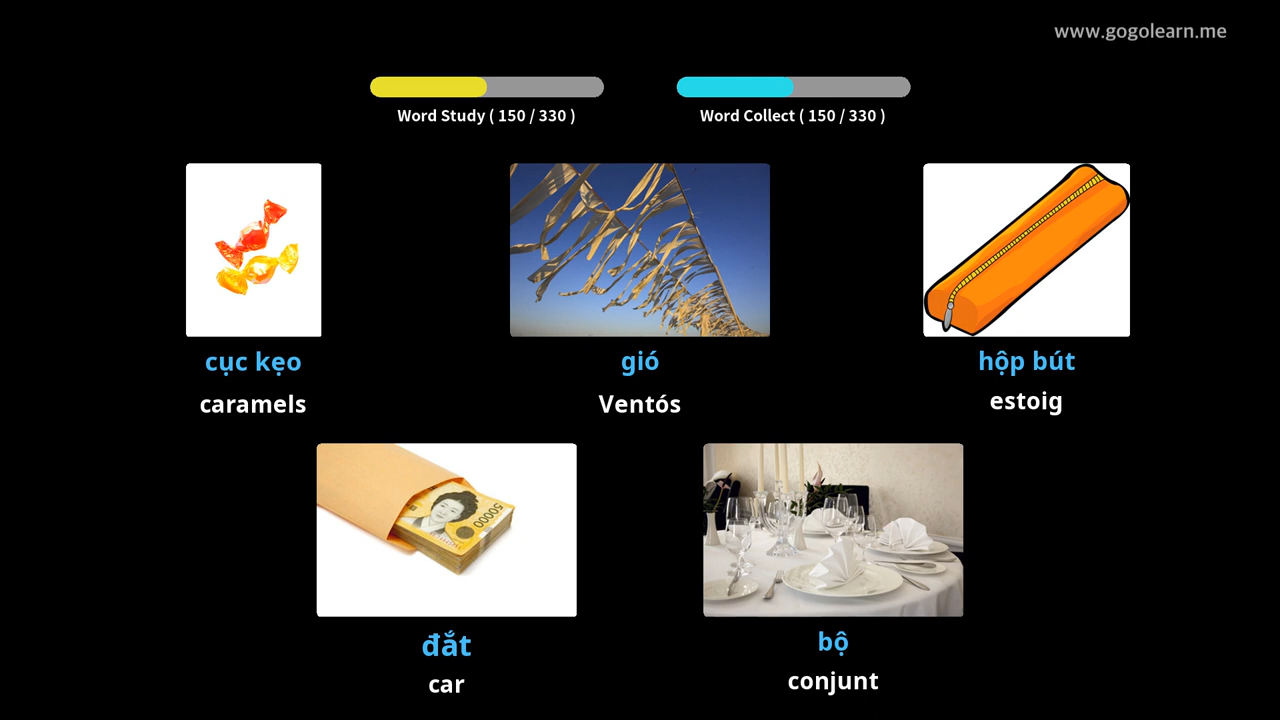 www.gogolearn.me
Word Study ( 150 / 330 )
Word Collect ( 150 / 330 )
cục kẹo
caramels
gió
Ventós
hộp bút
estoig
50000
đắt
car
bộ
conjunt